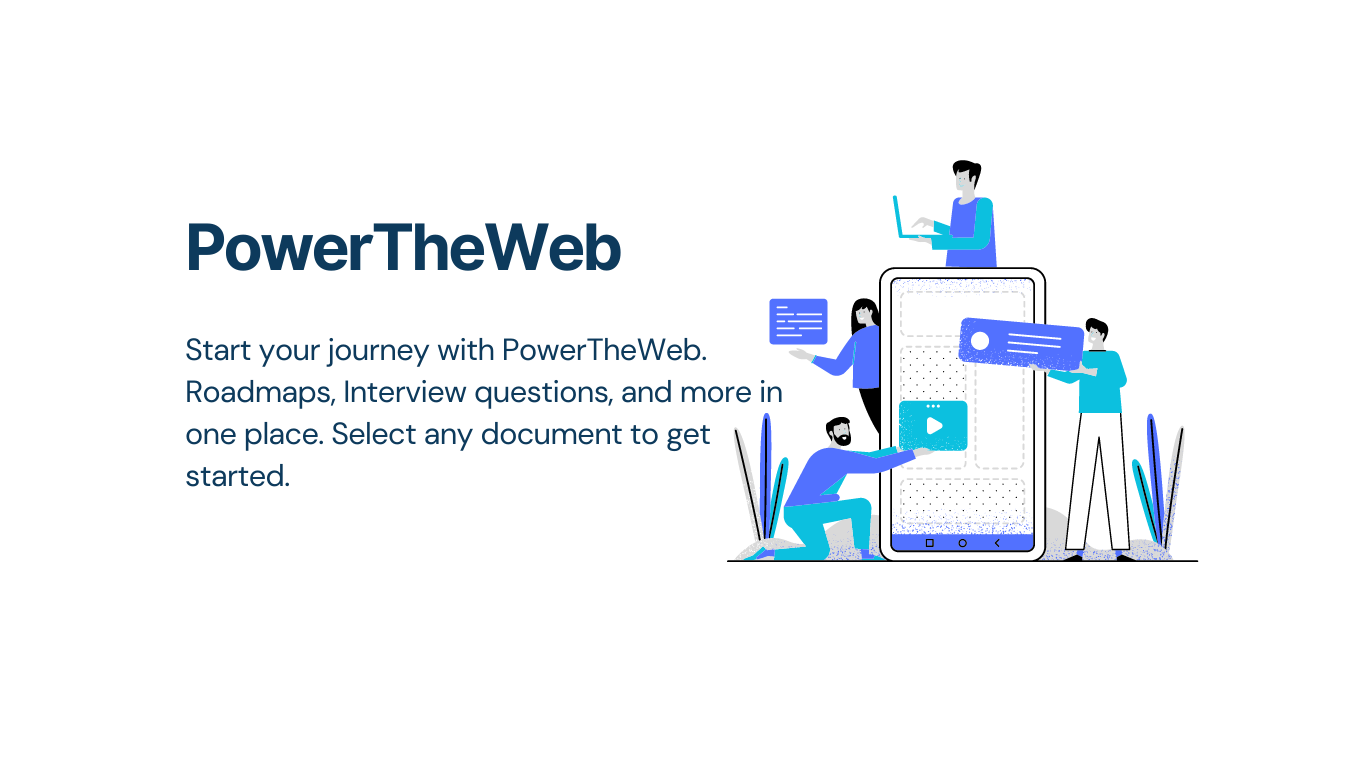 PowerTheWeb
Start your journey with PowerTheWeb.
Roadmaps, Interview questions, and more in
one place. Select any document to get
started.